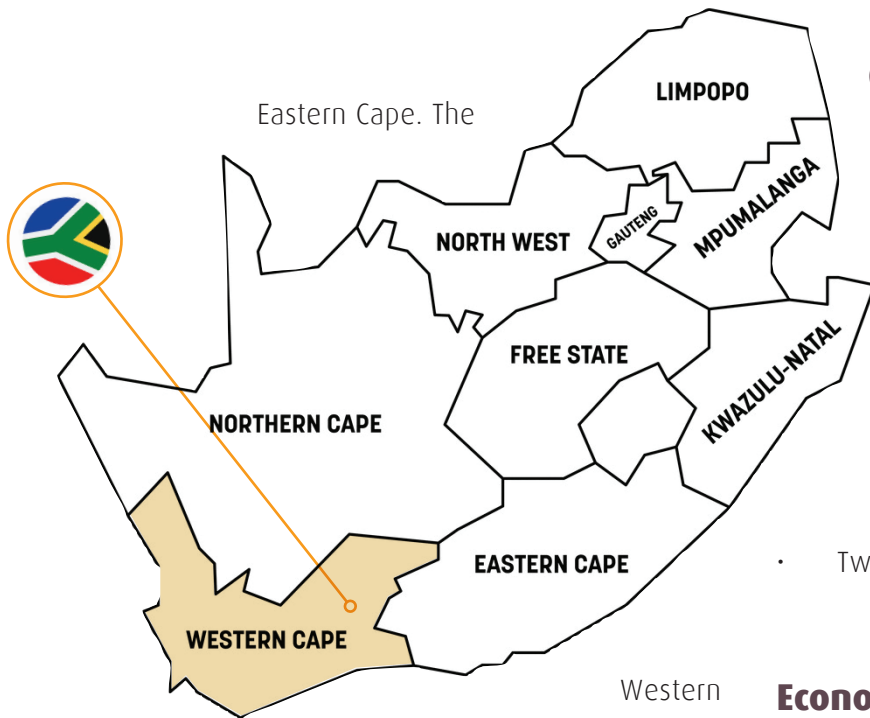 LIMPOPO
Eastern Cape. The
MPUMALANGA
GAUTENG
NORTH WEST
FREE STATE
KWAZULU-NATAL
NORTHERN CAPE
EASTERN CAPE
· Tw
WESTERN CAPE
Western
Econo